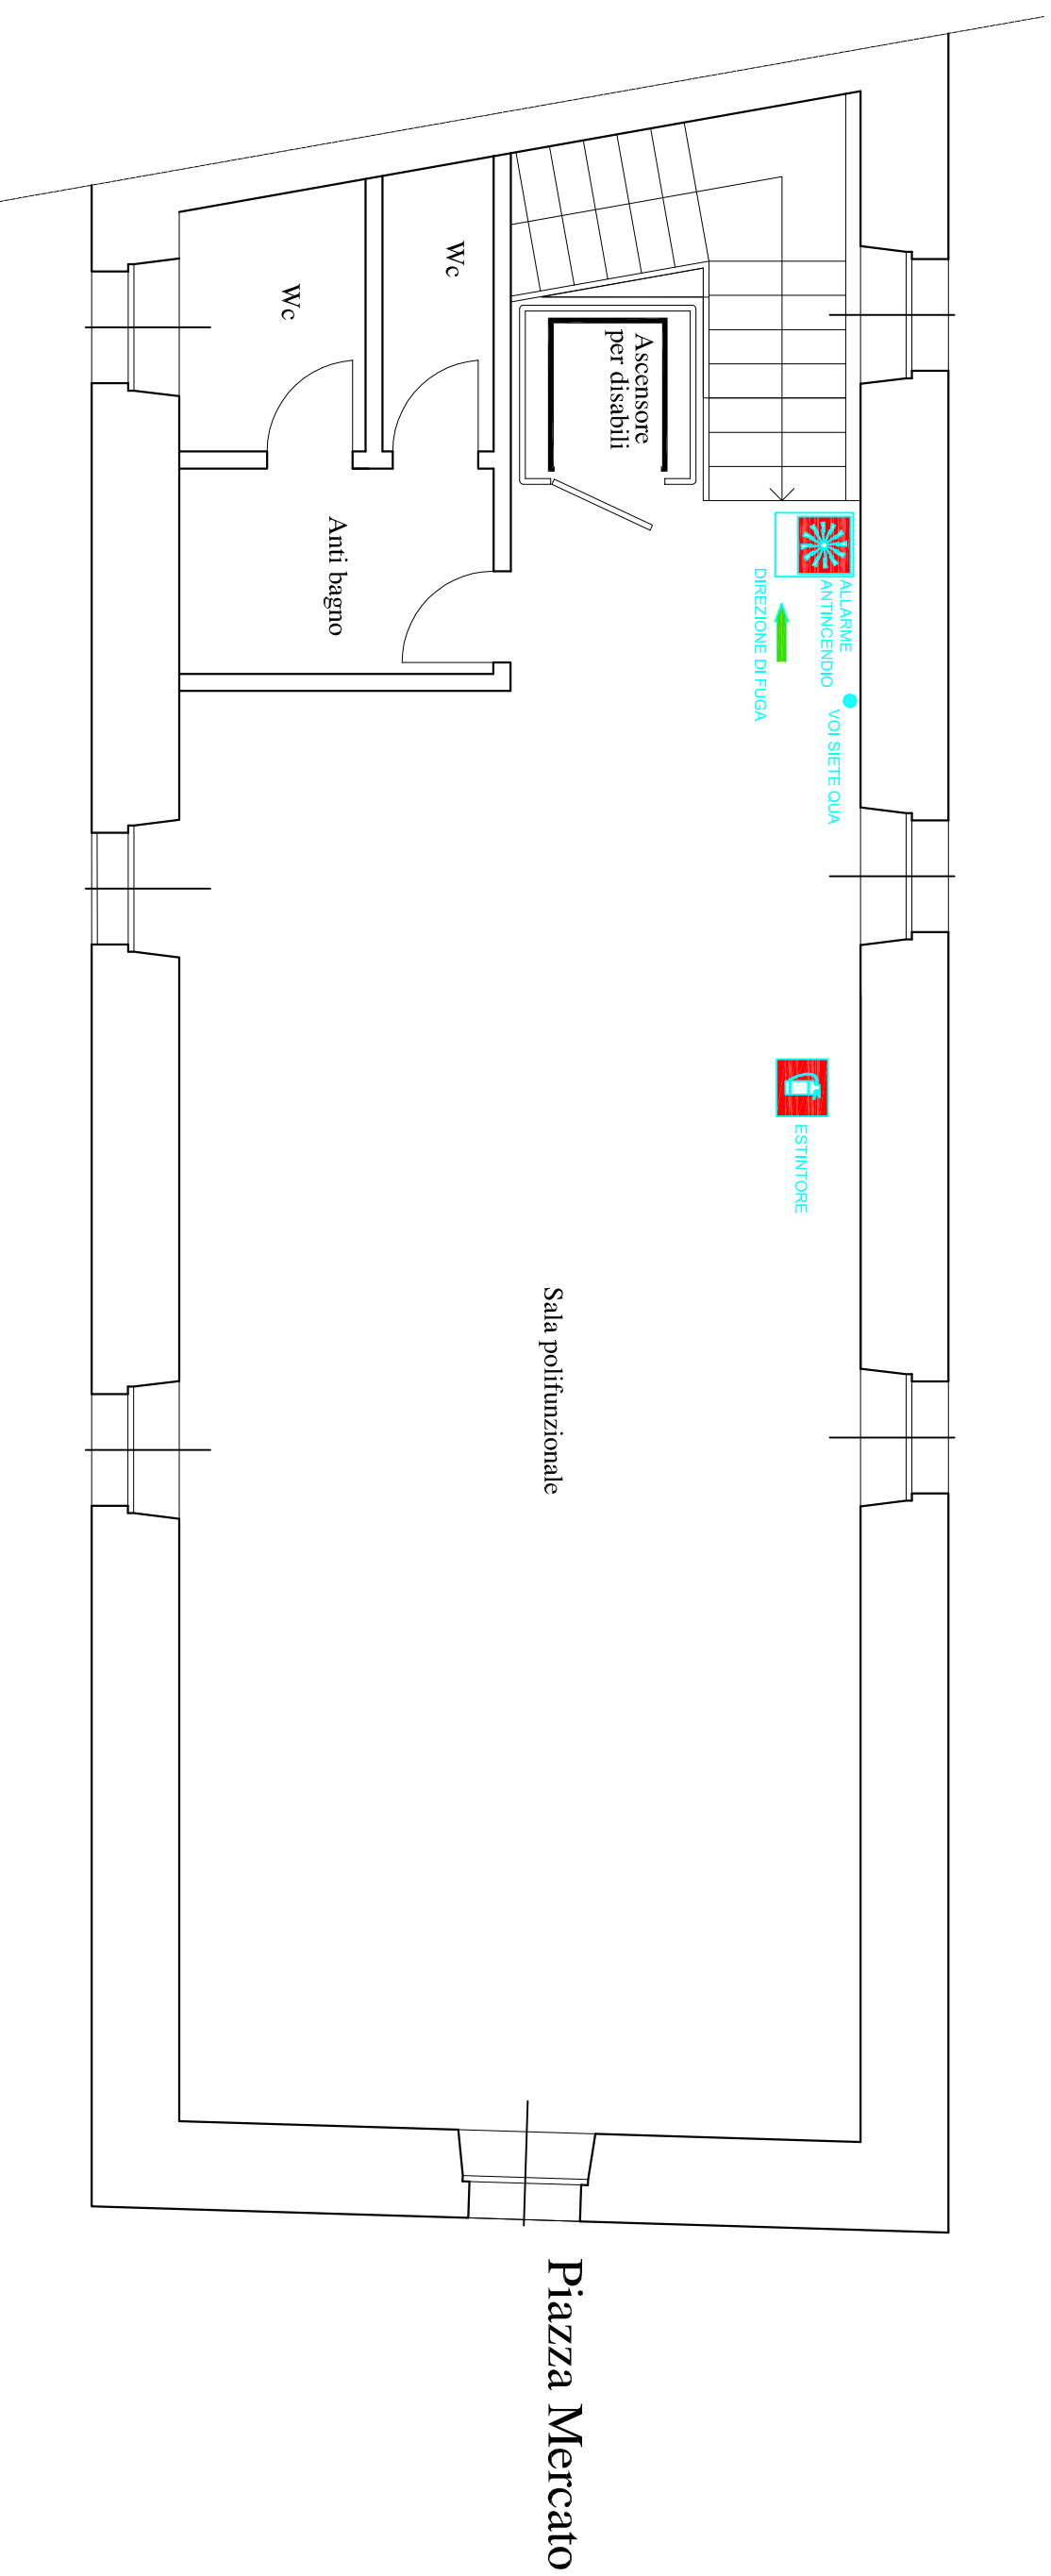 Wc
Wc
Anti bagno
Ascensore
per disabili
ALLARME
ANTINCENDIO
VOI SIETE QUA
DIREZIONE DI FUGA
ESTINTORE
Sala polifunzionale
Piazza Mercato